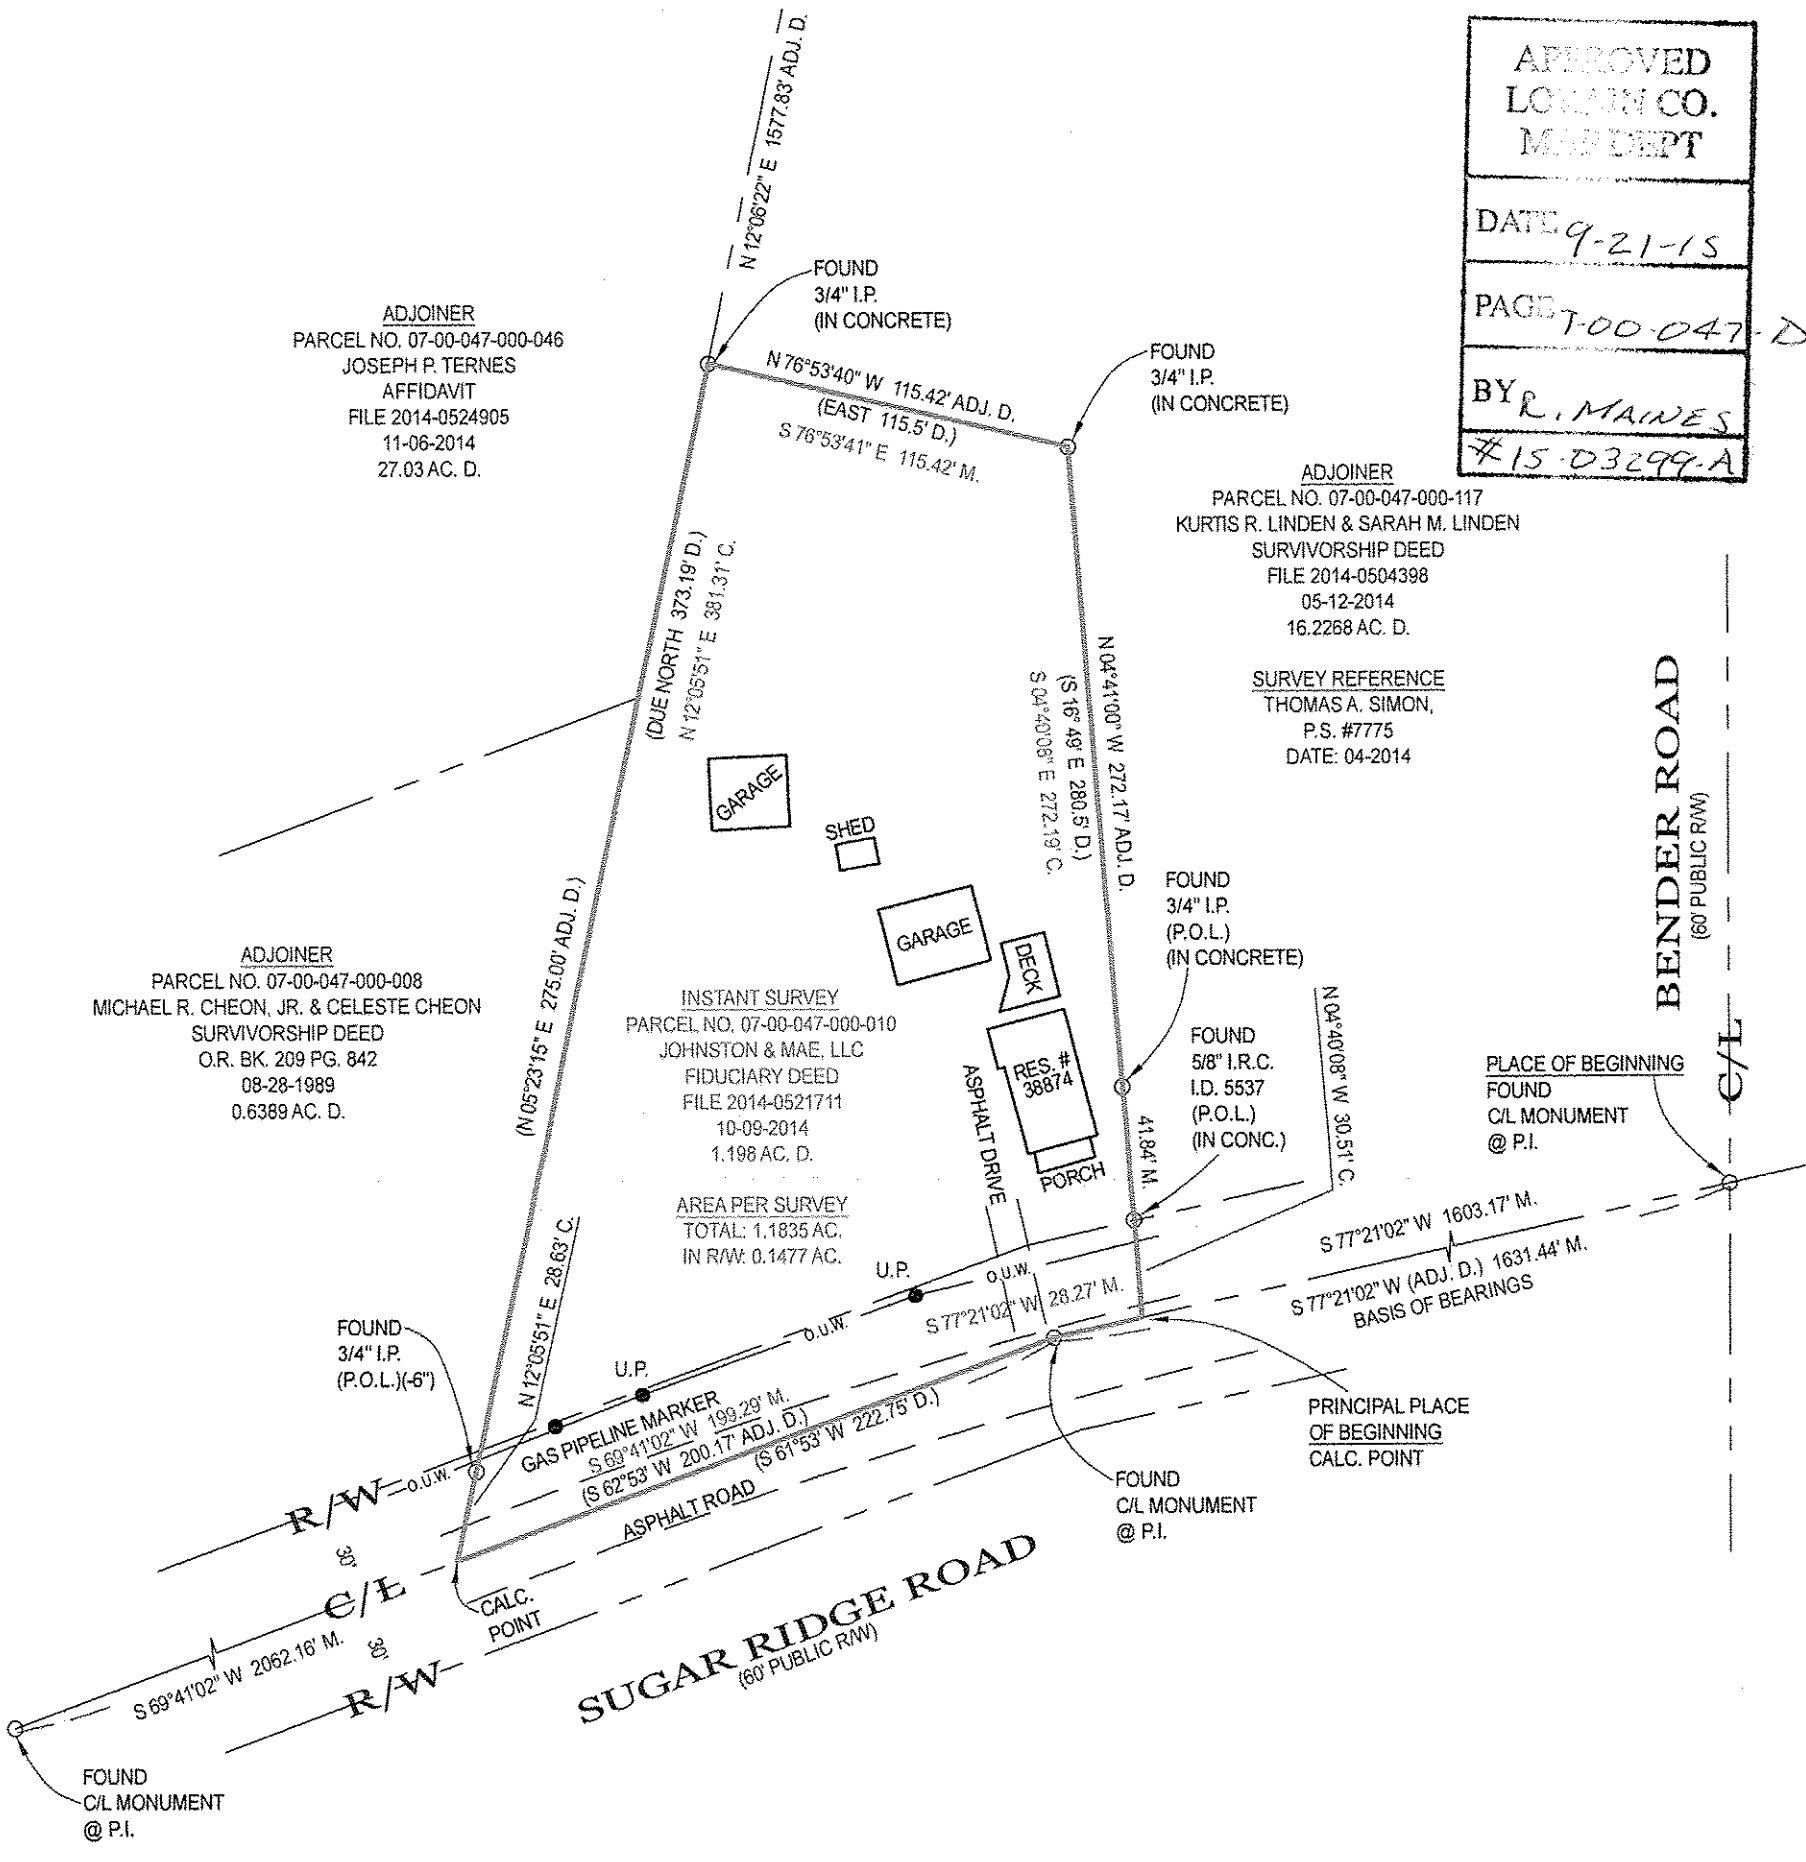 N 12°06'22" E 1577.83' ADJ. D.
APPROVED
LORAIN CO.
MAP DEPT
DATE 9-21-15
PAGE 7-00-047-D
BY R. MAINES
#15-03299-A
FOUND
3/4" I.P.
(IN CONCRETE)
ADJOINER
PARCEL NO. 07-00-047-000-046
JOSEPH P. TERNES
AFFIDAVIT
FILE 2014-0524905
11-06-2014
27.03 AC. D.
N 76°53'40" W 115.42' ADJ. D.
(EAST 115.5' D.)
S 76°53'41" E 115.42' M.
FOUND
3/4" I.P.
(IN CONCRETE)
ADJOINER
PARCEL NO. 07-00-047-000-117
KURTIS R. LINDEN & SARAH M. LINDEN
SURVIVORSHIP DEED
FILE 2014-0504398
05-12-2014
16.2268 AC. D.
SURVEY REFERENCE
THOMAS A. SIMON,
P.S. #7775
DATE: 04-2014
(DUE NORTH 373.19' D.)
N 12°05'51" E 381.31' C.
N 04°41'00" W 272.17' ADJ. D.
(S 16° 49' E 280.5' D.)
S 04°40'08" E 272.19' C.
BENDER ROAD
(60' PUBLIC R/W)
C/L
GARAGE
SHED
GARAGE
DECK
RES. #
38874
PORCH
ASPHALT DRIVE
(N 05°23'15" E 275.00' ADJ. D.)
FOUND
3/4" I.P.
(P.O.L.)
(IN CONCRETE)
FOUND
5/8" I.R.C.
I.D. 5537
(P.O.L.)
(IN CONC.)
41.84' M.
N 04°40'08" W 30.51' C.
ADJOINER
PARCEL NO. 07-00-047-000-008
MICHAEL R. CHEON, JR. & CELESTE CHEON
SURVIVORSHIP DEED
O.R. BK. 209 PG. 842
08-28-1989
0.6389 AC. D.
INSTANT SURVEY
PARCEL NO. 07-00-047-000-010
JOHNSTON & MAE, LLC
FIDUCIARY DEED
FILE 2014-0521711
10-09-2014
1.198 AC. D.
AREA PER SURVEY
TOTAL: 1.1835 AC.
IN R/W: 0.1477 AC.
PLACE OF BEGINNING
FOUND
C/L MONUMENT
@ P.I.
S 77°21'02" W 1603.17' M.
S 77°21'02" W (ADJ. D.) 1631.44' M.
BASIS OF BEARINGS
N 12°05'51" E 28.63' C.
U.P.
O.U.W.
S 77°21'02" W 28.27' M.
O.U.W.
FOUND
3/4" I.P.
(P.O.L.)(-6")
U.P.
GAS PIPELINE MARKER
S 69°41'02" W 199.29' M.
(S 62°53' W 200.17' ADJ. D.)
(S 61°53' W 222.75' D.)
ASPHALT ROAD
O.U.W.
PRINCIPAL PLACE
OF BEGINNING
CALC. POINT
FOUND
C/L MONUMENT
@ P.I.
R/W
30'
C/L
30'
R/W
CALC.
POINT
SUGAR RIDGE ROAD
(60' PUBLIC R/W)
S 69°41'02" W 2062.16' M.
FOUND
C/L MONUMENT
@ P.I.